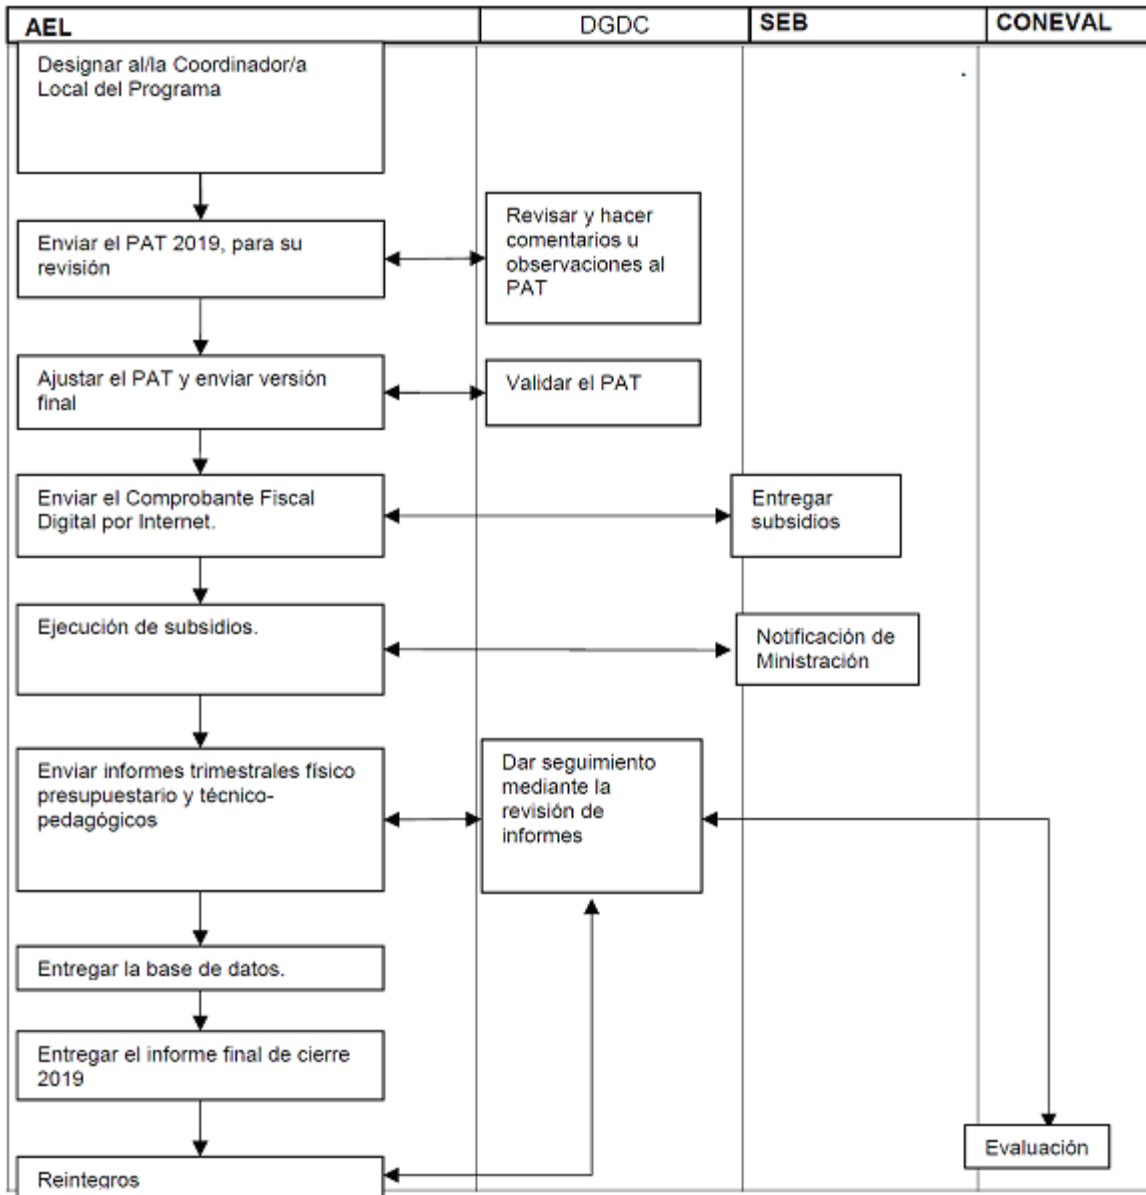 AEL
DGDC
SEB
CONEVAL
Designar al/la Coordinador/a
Local del Programa
Enviar el PAT 2019, para su
revisión
Revisar y hacer
comentarios u
observaciones al
PAT
Ajustar el PAT y enviar versión
final
Validar el PAT
Enviar el Comprobante Fiscal
Digital por Internet.
Entregar
subsidios
Ejecución de subsidios.
Notificación de
Ministración
Enviar informes trimestrales físico
presupuestario y técnico-
pedagógicos
Dar seguimiento
mediante la
revisión de
informes
Entregar la base de datos.
Entregar el informe final de cierre
2019
Evaluación
Reintegros